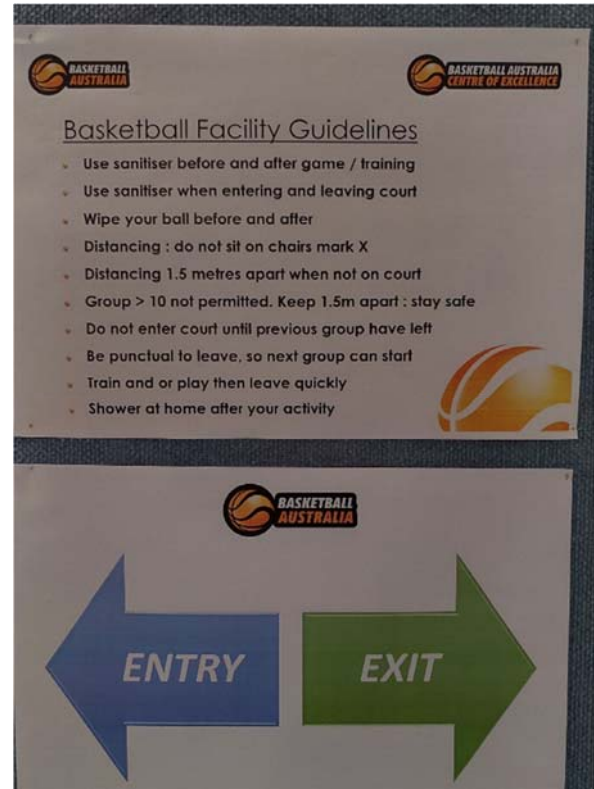 BASKETBALL
AUSTRALIA
BASKETBALL AUSTRALIA
CENTRE OF EXCELLENCE
Basketball Facility Guidelines
Use sanitiser before and after game / training
Use sanitiser when entering and leaving court
Wipe your ball before and after
Distancing : do not sit on chairs mark X
Distancing 1.5 metres apart when not on court
Group > 10 not permitted. Keep 1.5m apart : stay safe
Do not enter court until previous group have left
Be punctual to leave, so next group can start
Train and or play then leave quickly
Shower at home after your activity
BASKETBALL
AUSTRALIA
ENTRY
EXIT